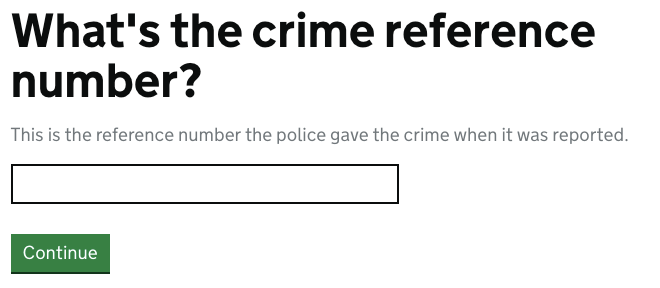 What's the crime reference
number?
This is the reference number the police gave the crime when it was reported.
Continue